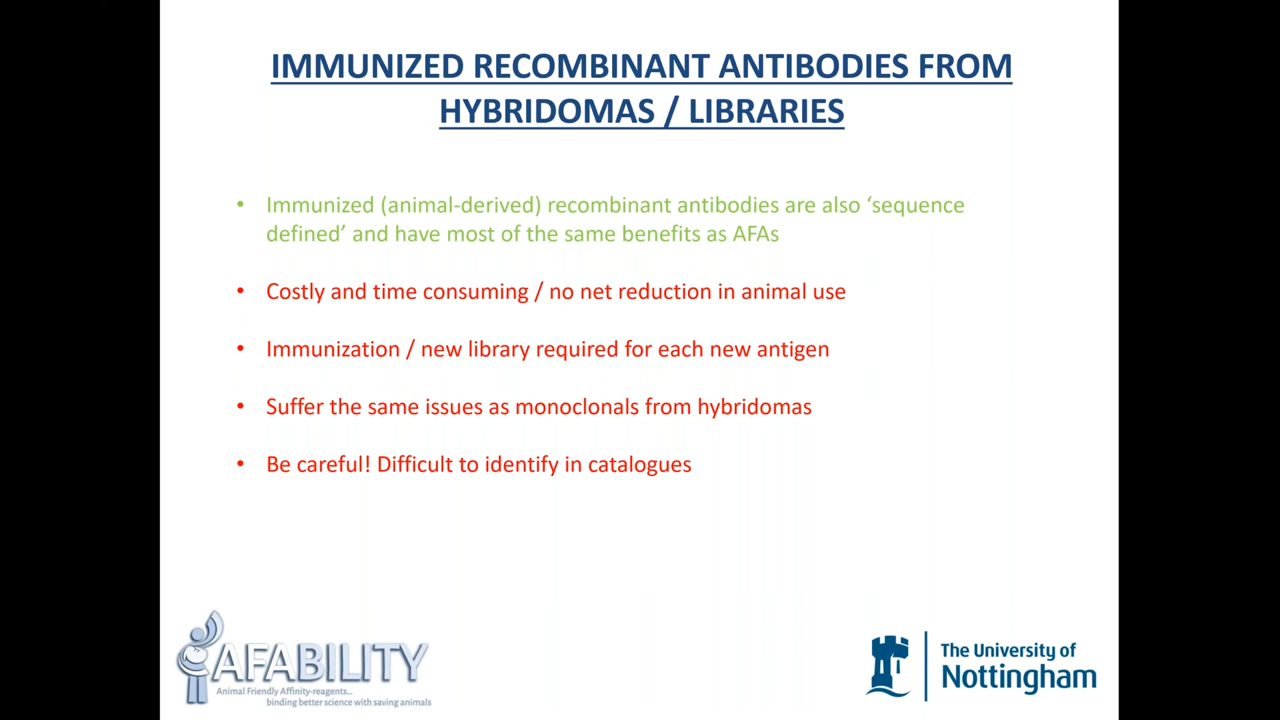 IMMUNIZED RECOMBINANT ANTIBODIES FROM
HYBRIDOMAS / LIBRARIES
• Immunized (animal-derived) recombinant antibodies are also ‘sequence
defined’ and have most of the same benefits as AFAs
• Costly and time consuming / no net reduction in animal use
• Immunization / new library required for each new antigen
• Suffer the same issues as monoclonals from hybridomas
• Be careful! Difficult to identify in catalogues
AFABILITY
Animal Friendly Affinity-reagents...
binding better science with saving animals
The University of
Nottingham